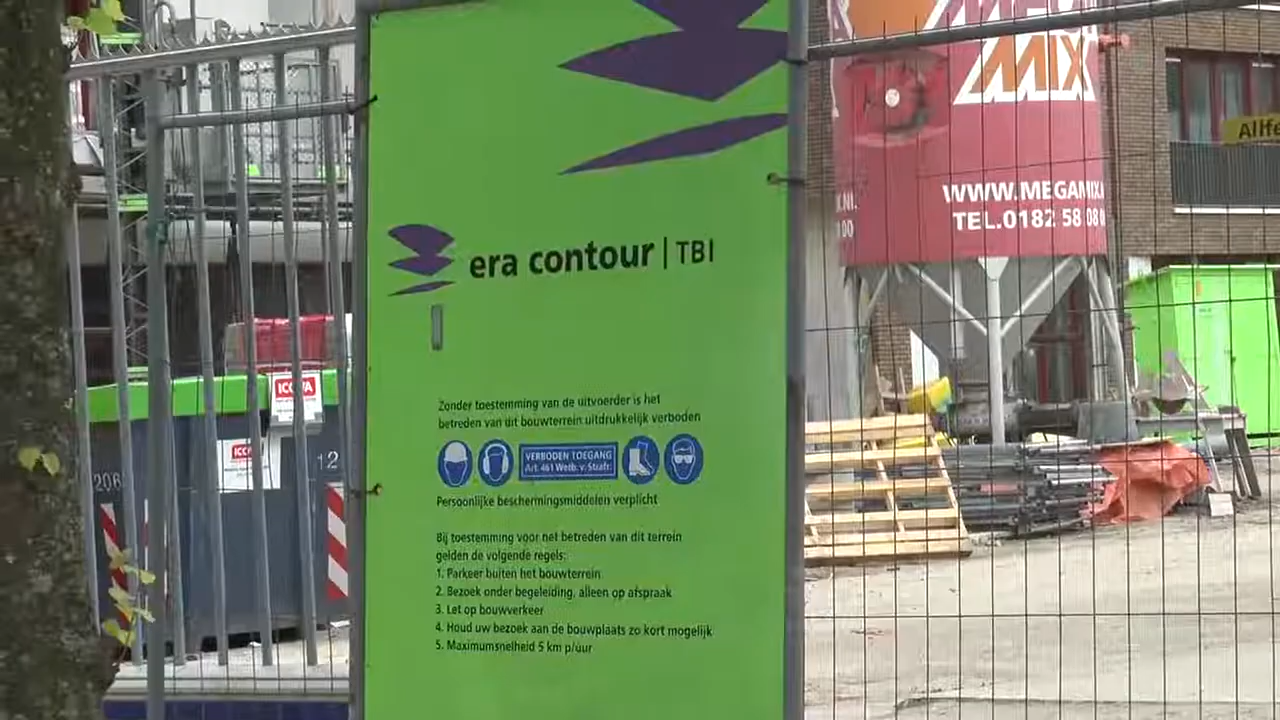 MEGA
MIX
Allfe
WWW.MEGAMIX.
TEL.0182 58 08 0
era contour | TBI
ICOVA
206
12
Zonder toestemming van de uitvoerder is het
betreden van dit bouwterrein uitdrukkelijk verboden
VERBODEN TOEGANG
Art. 461 Wetb. v. Strafr.
Persoonlijke beschermingsmiddelen verplicht
Bij toestemming voor het betreden van dit terrein
gelden de volgende regels:
1. Parkeer buiten het bouwterrein
2. Bezoek onder begeleiding, alleen op afspraak
3. Let op bouwverkeer
4. Houd uw bezoek aan de bouwplaats zo kort mogelijk
5. Maximumsnelheid 5 km p/uur